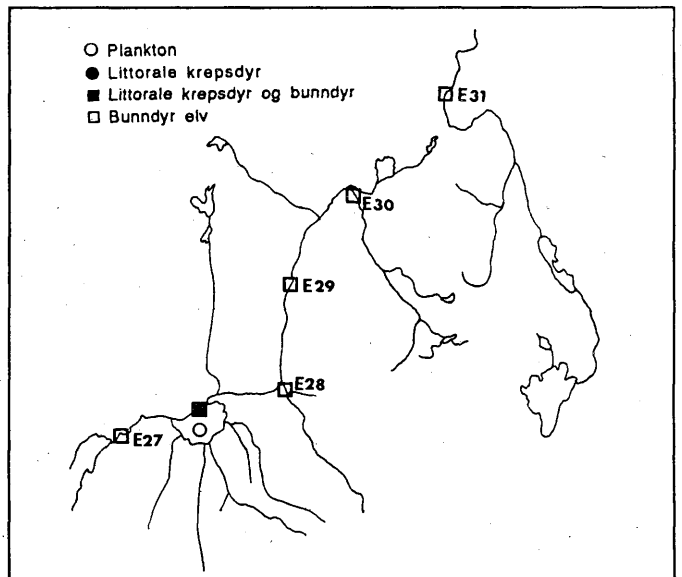 Plankton
Littorale krepsdyr
Littorale krepsdyr og bunndyr
Bunndyr elv
E31
E30
E29
E28
E27